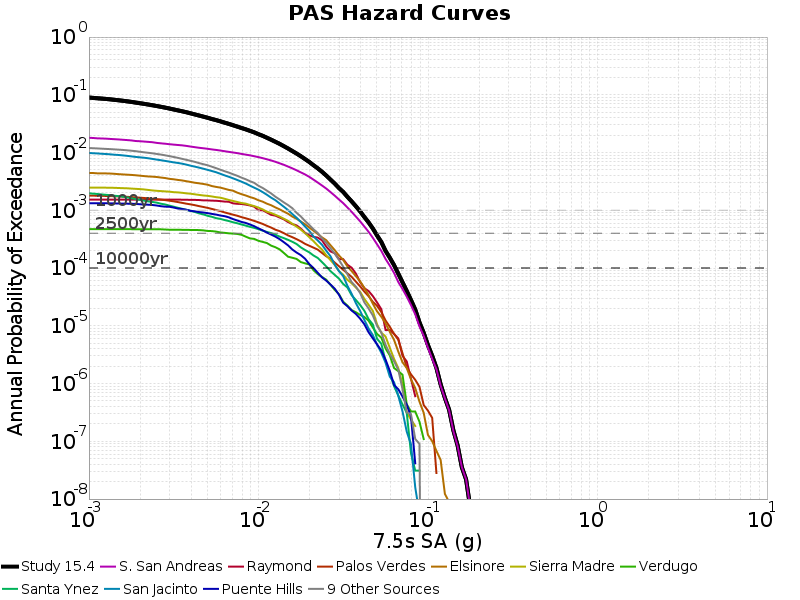 PAS Hazard Curves
Annual Probability of Exceedance
10^0
10^-1
10^-2
10^-3
10^-4
10^-5
10^-6
10^-7
10^-8
1000yr
2500yr
10000yr
10^-3 10^-2 10^-1 10^0 10^1
7.5s SA (g)
Study 15.4 S. San Andreas Raymond Palos Verdes Elsinore Sierra Madre Verdugo
Santa Ynez San Jacinto Puente Hills 9 Other Sources